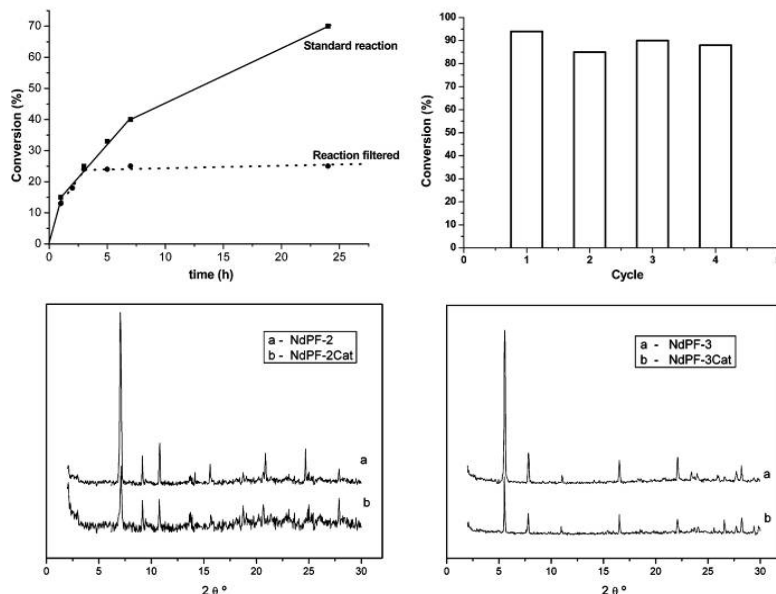 Conversion (%)
70
60
50
40
30
20
10
0
Standard reaction
Reaction filtered
0 5 10 15 20 25
time (h)
Conversion (%)
100
90
80
70
60
50
40
30
20
10
0
0 1 2 3 4 5
Cycle
a - NdPF-2
b - NdPF-2Cat
a
b
0 5 10 15 20 25 30
2 θ º
a - NdPF-3
b - NdPF-3Cat
a
b
0 5 10 15 20 25 30
2 θ º